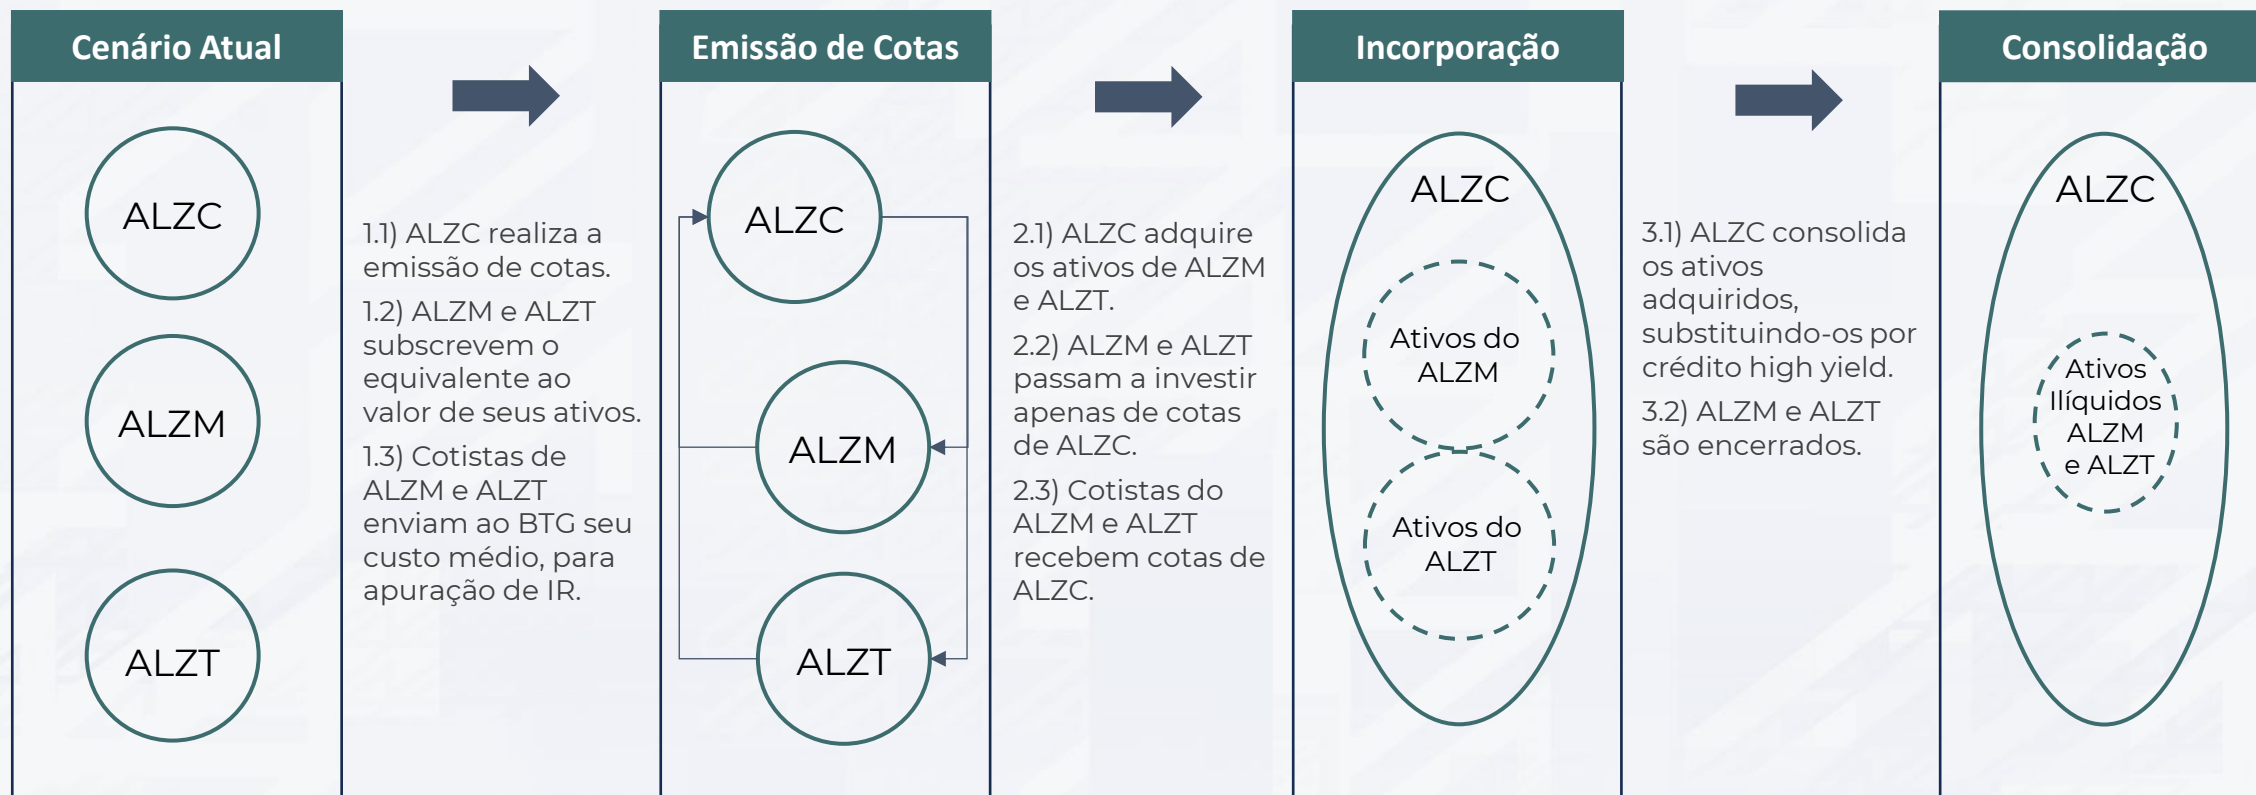 Cenário Atual
ALZC
ALZM
ALZT
1.1) ALZC realiza a
emissão de cotas.
1.2) ALZM e ALZT
subscrevem o
equivalente ao
valor de seus ativos.
1.3) Cotistas de
ALZM e ALZT
enviam ao BTG seu
custo médio, para
apuração de IR.
Emissão de Cotas
ALZC
ALZM
ALZT
2.1) ALZC adquire
os ativos de ALZM
e ALZT.
2.2) ALZM e ALZT
passam a investir
apenas de cotas
de ALZC.
2.3) Cotistas do
ALZM e ALZT
recebem cotas de
ALZC.
Incorporação
ALZC
Ativos do
ALZM
Ativos do
ALZT
3.1) ALZC consolida
os ativos
adquiridos,
substituindo-os por
crédito high yield.
3.2) ALZM e ALZT
são encerrados.
Consolidação
ALZC
Ativos
Ilíquidos
ALZM
e ALZT